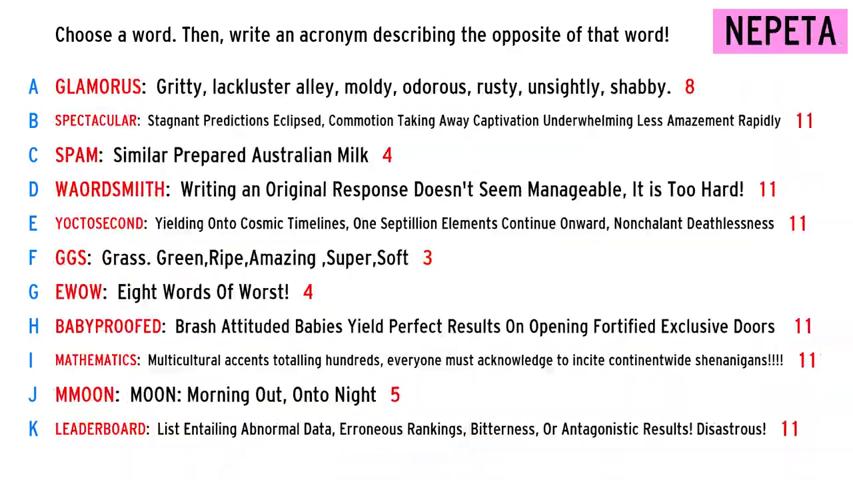 Choose a word. Then, write an acronym describing the opposite of that word! NEPETA
A GLAMORUS: Gritty, lackluster alley, moldy, odorous, rusty, unsightly, shabby. 8
B SPECTACULAR: Stagnant Predictions Eclipsed, Commotion Taking Away Captivation Underwhelming Less Amazement Rapidly 11
C SPAM: Similar Prepared Australian Milk 4
D WAORDSMIITH: Writing an Original Response Doesn't Seem Manageable, It is Too Hard! 11
E YOCTOSECOND: Yielding Onto Cosmic Timelines, One Septillion Elements Continue Onward, Nonchalant Deathlessness 11
F GGS: Grass. Green,Ripe,Amazing ,Super,Soft 3
G EWOW: Eight Words Of Worst! 4
H BABYPROOFED: Brash Attituded Babies Yield Perfect Results On Opening Fortified Exclusive Doors 11
I MATHEMATICS: Multicultural accents totalling hundreds, everyone must acknowledge to incite continentwide shenanigans!!!! 11
J MMOON: MOON: Morning Out, Onto Night 5
K LEADERBOARD: List Entailing Abnormal Data, Erroneous Rankings, Bitterness, Or Antagonistic Results! Disastrous! 11